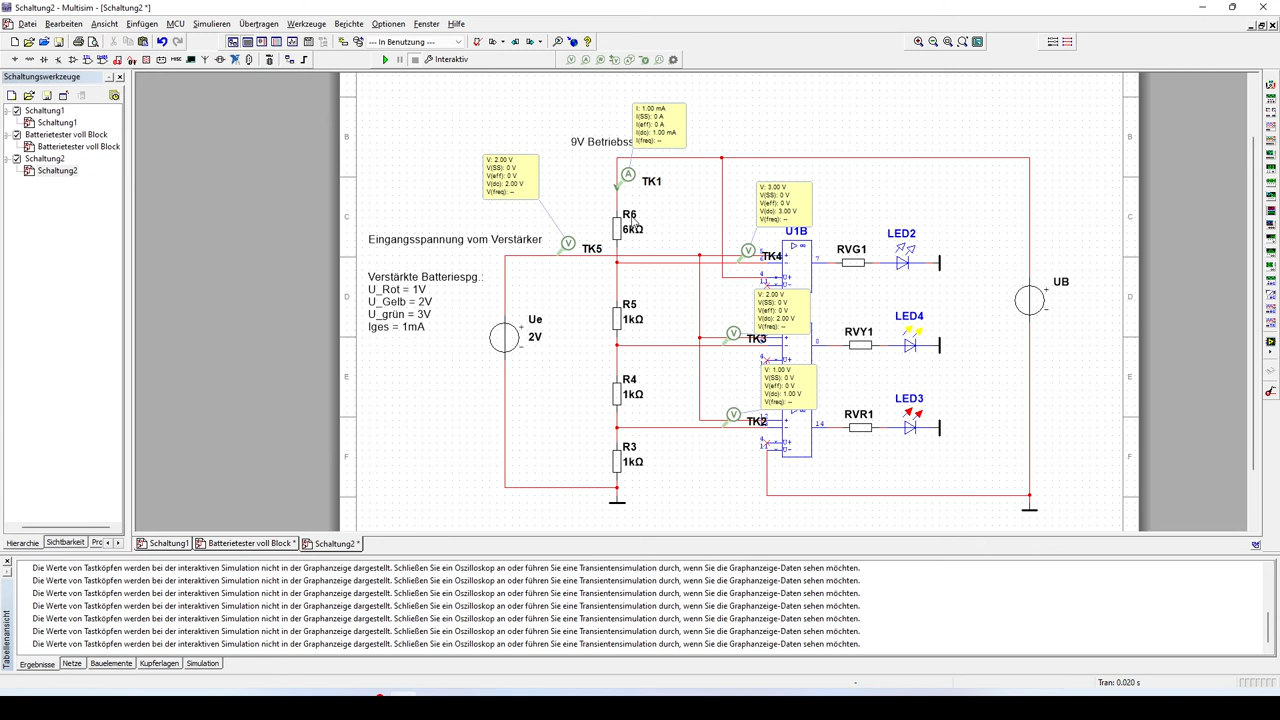 Schaltung2 - Multisim - [Schaltung2 *]
Datei Bearbeiten Ansicht Einfügen MCU Simulieren Übertragen Werkzeuge Berichte Optionen Fenster Hilfe
--- In Benutzung ---
Interaktiv
Schaltungswerkzeuge
Schaltung1
Schaltung1
Batterietester voll Block
Batterietester voll Block
Schaltung2
Schaltung2
Hierarchie Sichtbarkeit
B
C
D
E
F
B
C
D
E
F
9V Betriebss
I: 1.00 mA
I(SS): 0 A
I(eff): 0 A
I(dc): 1.00 mA
I(freq): --
A
TK1
V: 2.00 V
V(SS): 0 V
V(eff): 0 V
V(dc): 2.00 V
V(freq): --
V
TK5
R6
6kΩ
V: 3.00 V
V(SS): 0 V
V(eff): 0 V
V(dc): 3.00 V
V(freq): --
V
TK4
U1B
7
RVG1
LED2
UB
Eingangsspannung vom Verstärker
Verstärkte Batteriespg.:
U_Rot = 1V
U_Gelb = 2V
U_grün = 3V
Iges = 1mA
Ue
2V
R5
1kΩ
V: 2.00 V
V(SS): 0 V
V(eff): 0 V
V(dc): 2.00 V
V(freq): --
V
TK3
8
RVY1
LED4
R4
1kΩ
V: 1.00 V
V(SS): 0 V
V(eff): 0 V
V(dc): 1.00 V
V(freq): --
V
TK2
14
RVR1
LED3
R3
1kΩ
Schaltung1 Batterietester voll Block * Schaltung2 *
Tabellenansicht
Die Werte von Tastköpfen werden bei der interaktiven Simulation nicht in der Graphanzeige dargestellt. Schließen Sie ein Oszilloskop an oder führen Sie eine Transientensimulation durch, wenn Sie die Graphanzeige-Daten sehen möchten.
Die Werte von Tastköpfen werden bei der interaktiven Simulation nicht in der Graphanzeige dargestellt. Schließen Sie ein Oszilloskop an oder führen Sie eine Transientensimulation durch, wenn Sie die Graphanzeige-Daten sehen möchten.
Die Werte von Tastköpfen werden bei der interaktiven Simulation nicht in der Graphanzeige dargestellt. Schließen Sie ein Oszilloskop an oder führen Sie eine Transientensimulation durch, wenn Sie die Graphanzeige-Daten sehen möchten.
Die Werte von Tastköpfen werden bei der interaktiven Simulation nicht in der Graphanzeige dargestellt. Schließen Sie ein Oszilloskop an oder führen Sie eine Transientensimulation durch, wenn Sie die Graphanzeige-Daten sehen möchten.
Die Werte von Tastköpfen werden bei der interaktiven Simulation nicht in der Graphanzeige dargestellt. Schließen Sie ein Oszilloskop an oder führen Sie eine Transientensimulation durch, wenn Sie die Graphanzeige-Daten sehen möchten.
Die Werte von Tastköpfen werden bei der interaktiven Simulation nicht in der Graphanzeige dargestellt. Schließen Sie ein Oszilloskop an oder führen Sie eine Transientensimulation durch, wenn Sie die Graphanzeige-Daten sehen möchten.
Die Werte von Tastköpfen werden bei der interaktiven Simulation nicht in der Graphanzeige dargestellt. Schließen Sie ein Oszilloskop an oder führen Sie eine Transientensimulation durch, wenn Sie die Graphanzeige-Daten sehen möchten.
Ergebnisse Netze Bauelemente Kupferlagen Simulation
Tran: 0.020 s